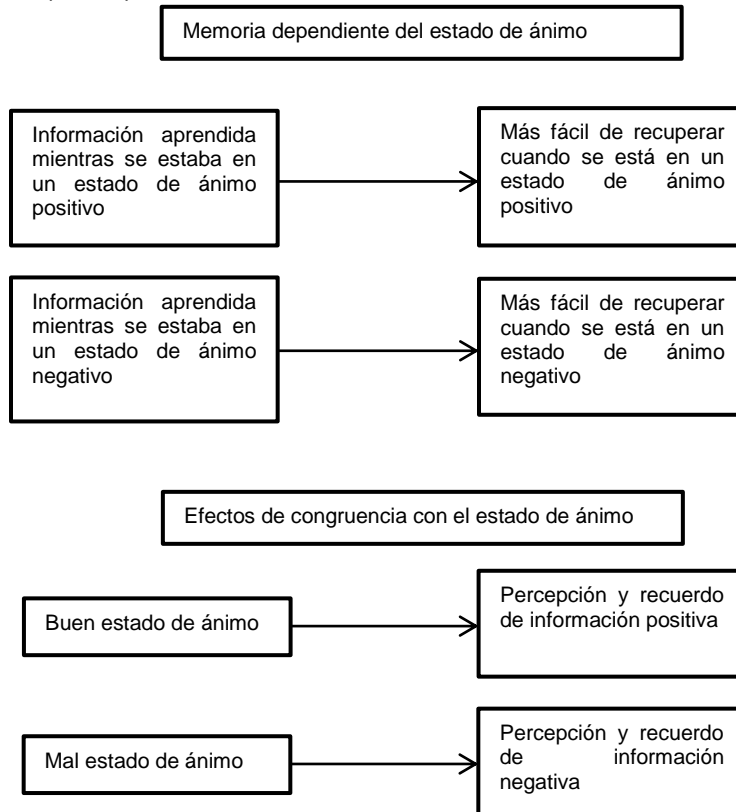 Memoria dependiente del estado de ánimo
Información aprendida
mientras se estaba en
un estado de ánimo
positivo
Más fácil de recuperar
cuando se está en un
estado de ánimo
positivo
Información aprendida
mientras se estaba en
un estado de ánimo
negativo
Más fácil de recuperar
cuando se está en un
estado de ánimo
negativo
Efectos de congruencia con el estado de ánimo
Buen estado de ánimo
Percepción y recuerdo
de información positiva
Mal estado de ánimo
Percepción y recuerdo
de información
negativa